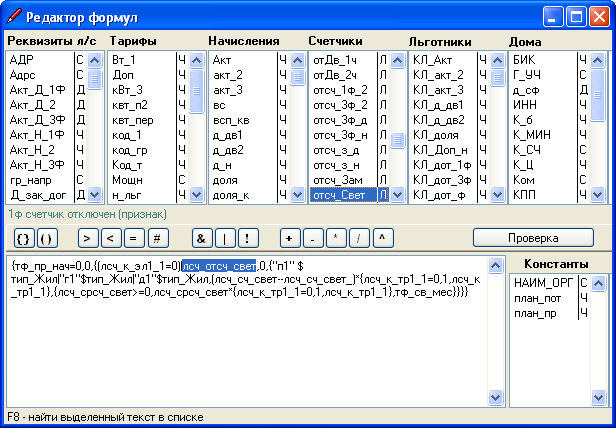 Редактор формул
Реквизиты л/с Тарифы Начисления Счетчики Льготники Дома
АДР С Вт_1 Ч Акт Ч отДв_1ч Л КЛ_Акт Ч БИК Ч
Адрс С Доп Ч акт_2 Ч отДв_2ч Л КЛ_акт_2 Ч Г_УЧ С
Акт_Д_1Ф Д кВт_3 Ч акт_3 Ч отсч_1ф_2 Л КЛ_акт_3 Ч д_сф Д
Акт_Д_2 Д квт_п2 Ч вс Ч отсч_3ф_2 Л КЛ_д_дв1 Ч ИНН Ч
Акт_Д_3Ф Д квт_пер Ч всп_кв Ч отсч_3ф_д Л КЛ_д_дв2 Ч К_б Ч
Акт_Н_1Ф Ч код_1 Ч д_дв1 Ч отсч_3ф_н Л КЛ_доля Ч К_МИН Ч
Акт_Н_2 Ч код_гр Ч д_дв2 Ч отсч_з_д Л КЛ_Доп_н Ч К_СЧ Ч
Акт_Н_3Ф Ч Код_т Ч д_н Ч отсч_з_н Л КЛ_дот_1ф Ч К_Ц Ч
гр_напр С Мощн С доля Ч отсч_Зам Л КЛ_дот_3ф Ч Ком С
Д_зак_дог Д н_льг Ч доля_к Ч отсч_Свет Л КЛ_дот_ф Ч КПП Ч
1ф счетчик отключен (признак)
{} () > < = # & | ! + - * / ^ Проверка
{тф_пр_нач=0,0,{(лсч_к_эл1_1=0)лсч_отсч_свет,0,{"п1" $
тип_Жил|"г1"$тип_Жил|"д1"$тип_Жил,(лсч_сч_свет--лсч_сч_свет_)*{лсч_к_тр1_1=0,1,лсч_к
_тр1_1},{лсч_српсч_свет>=0,лсч_српсч_свет*{лсч_к_тр1_1=0,1,лсч_к_тр1_1},тф_св_мес}}}}
Константы
НАИМ_ОРГ С
план_пот Ч
план_пр Ч
F8 - найти выделенный текст в списке